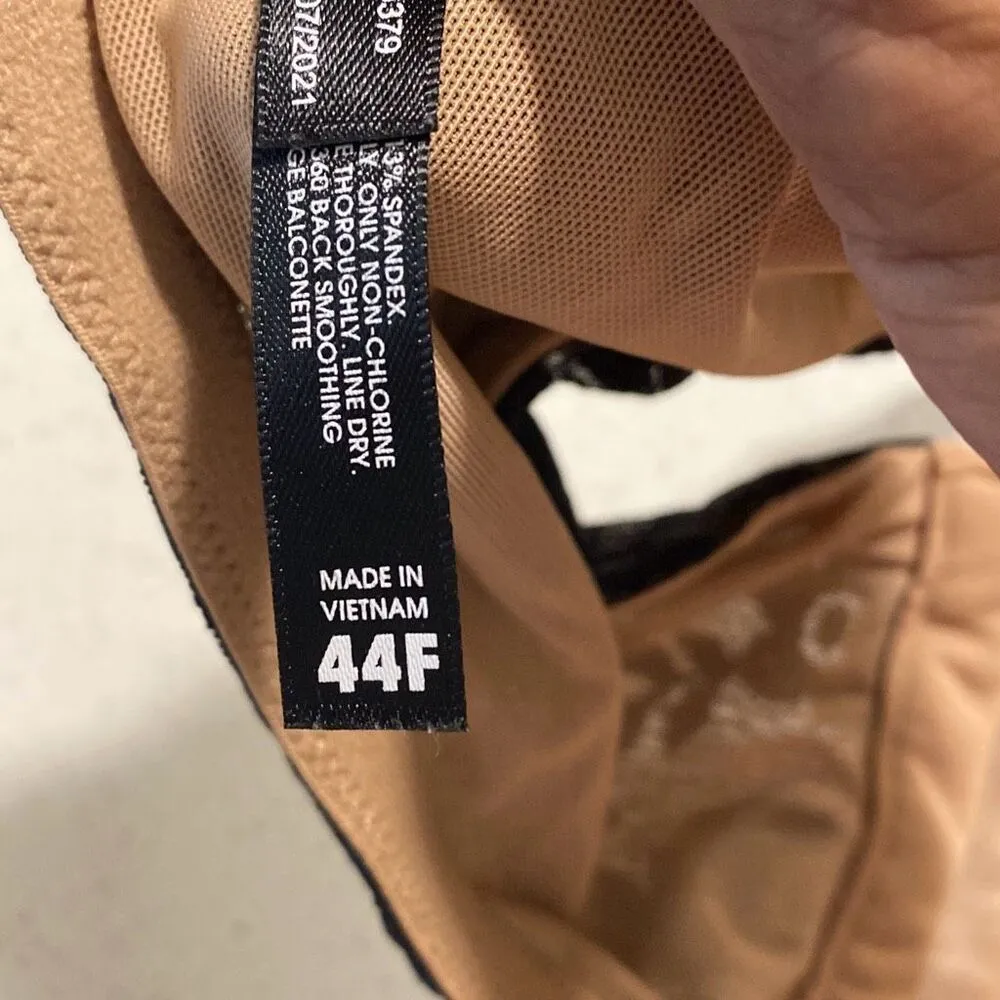 379
07/2021
3% SPANDEX.
LY ONLY NON-CHLORINE
E THOROUGHLY. LINE DRY.
360 BACK SMOOTHING
GE BALCONETTE
MADE IN
VIETNAM
44F